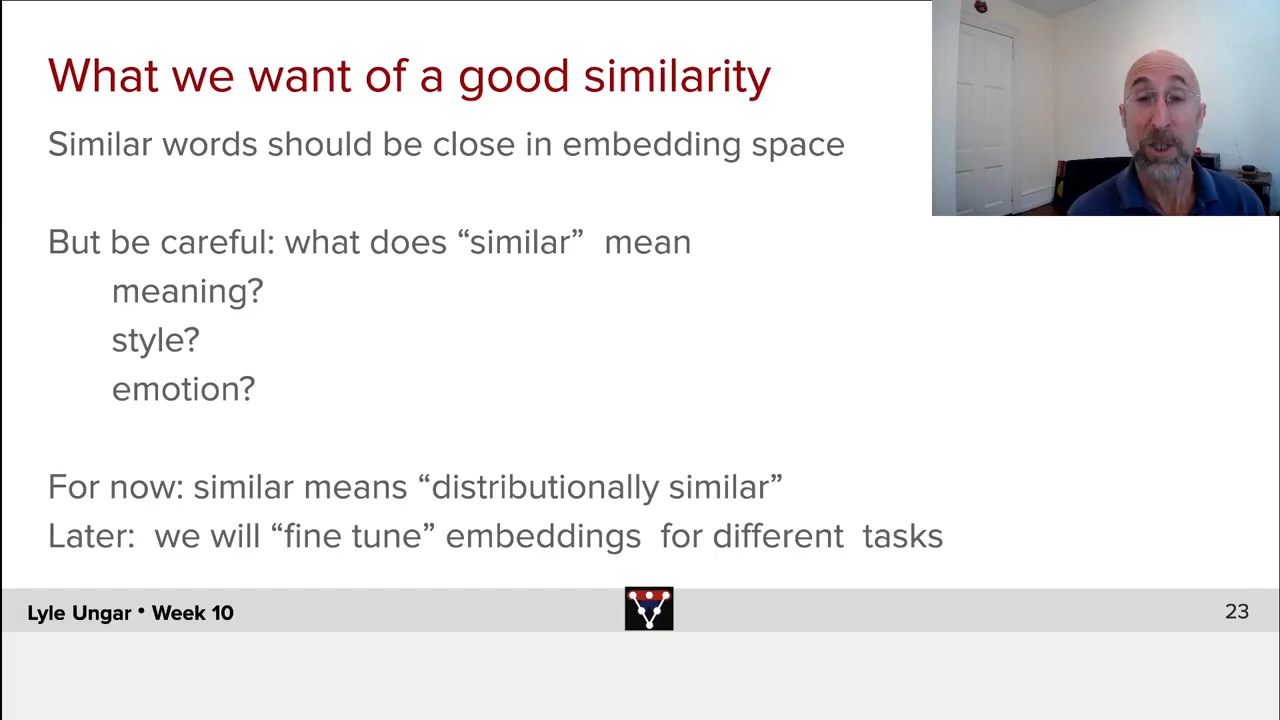 What we want of a good similarity
Similar words should be close in embedding space
But be careful: what does “similar” mean
meaning?
style?
emotion?
For now: similar means “distributionally similar”
Later: we will “fine tune” embeddings for different tasks
Lyle Ungar • Week 10
23